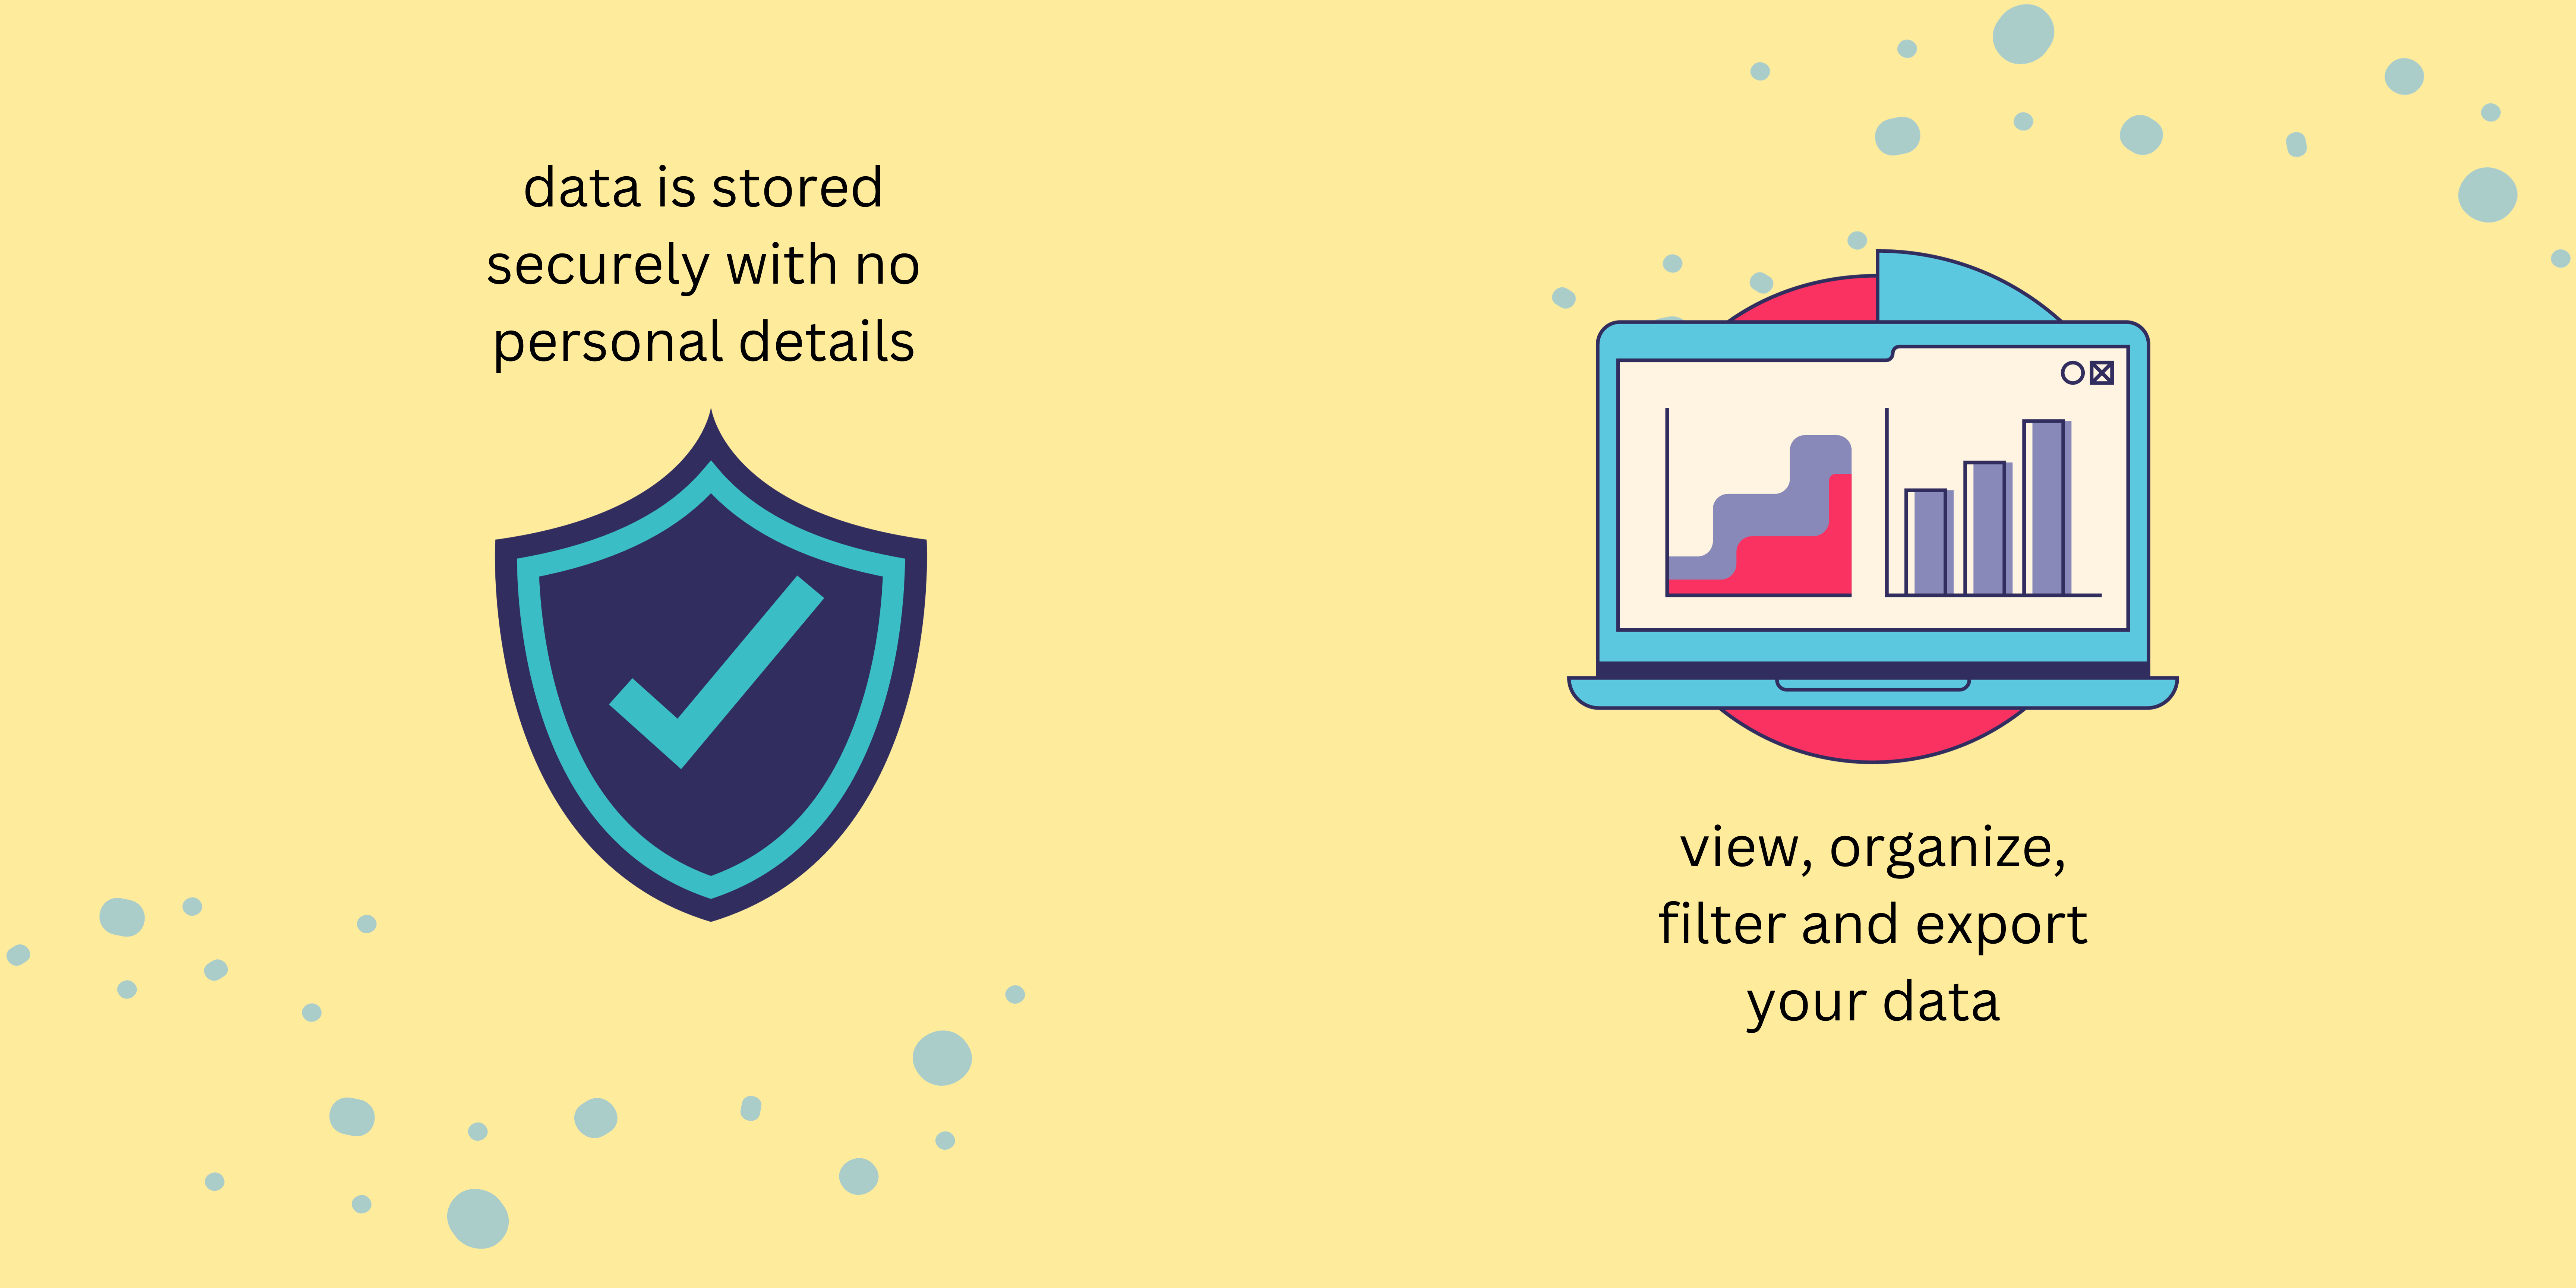 data is stored
securely with no
personal details
view, organize,
filter and export
your data